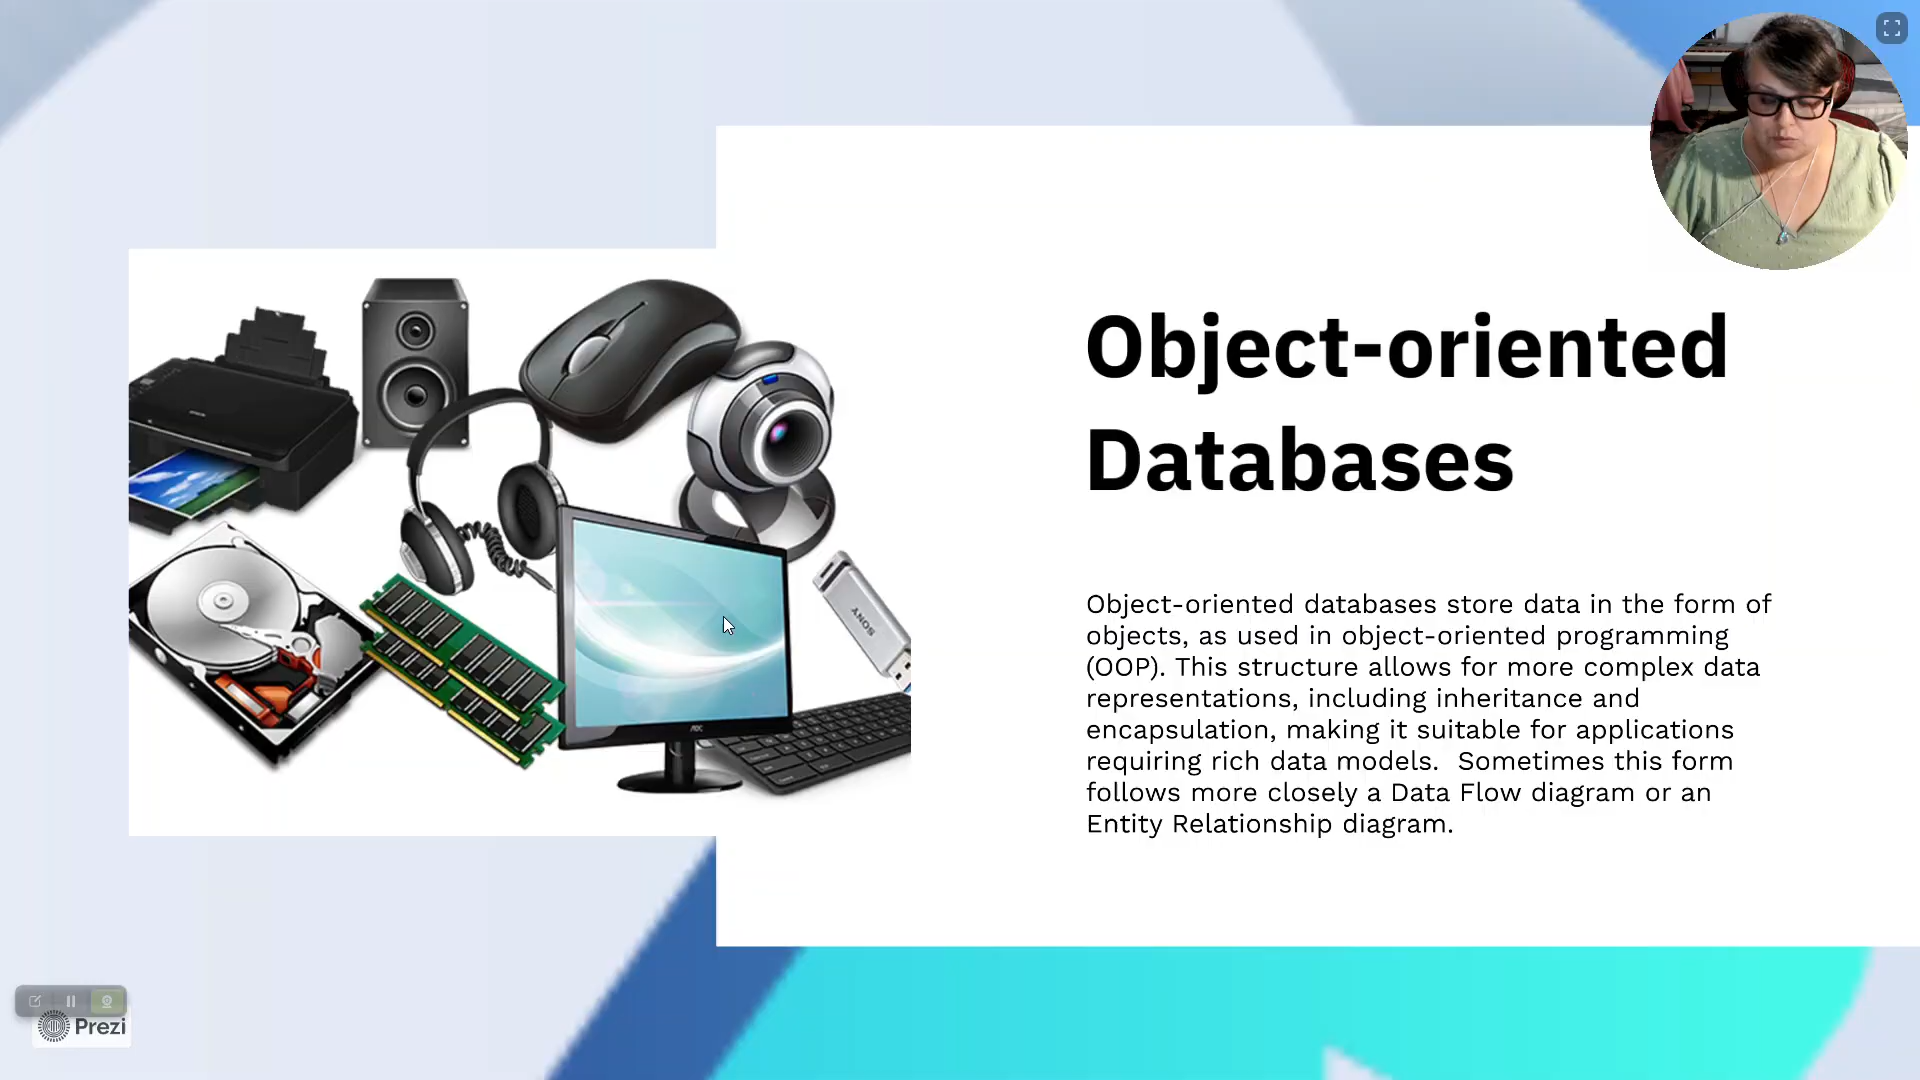 Object-oriented
Databases
Object-oriented databases store data in the form of
objects, as used in object-oriented programming
(OOP). This structure allows for more complex data
representations, including inheritance and
encapsulation, making it suitable for applications
requiring rich data models.  Sometimes this form
follows more closely a Data Flow diagram or an
Entity Relationship diagram.
SONY
AOC
Prezi